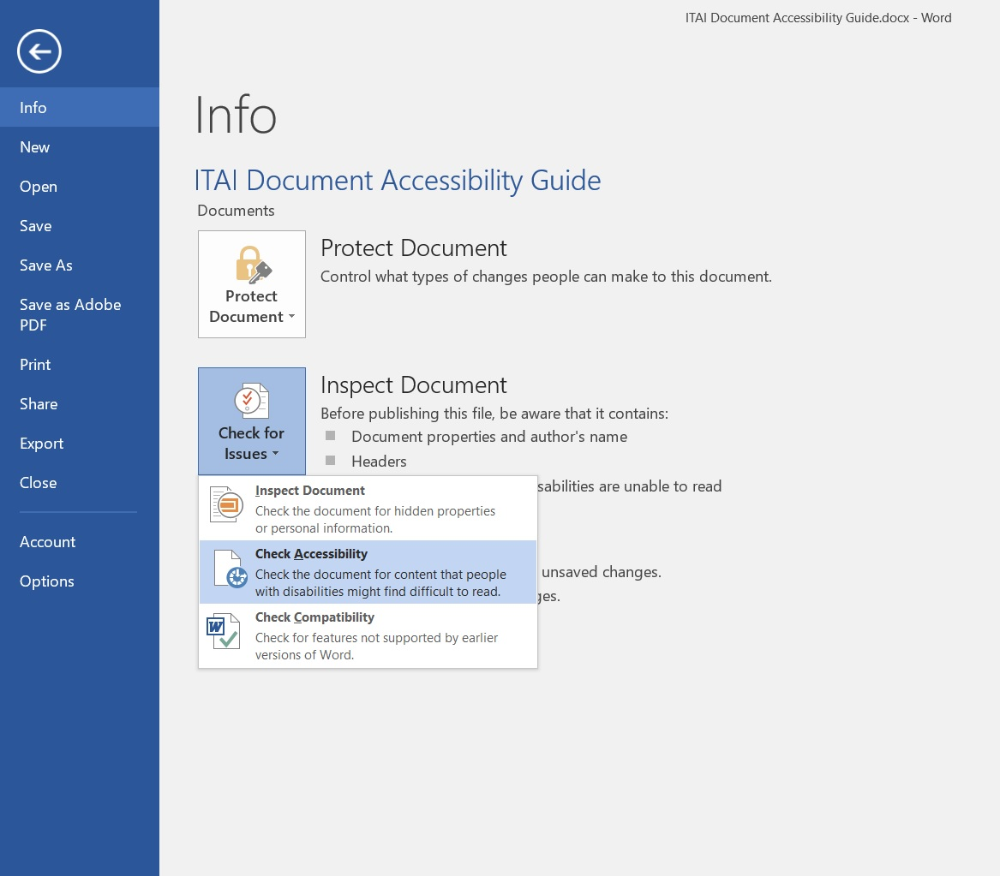 ITAI Document Accessibility Guide.docx - Word
Info
New
Open
Save
Save As
Save as Adobe
PDF
Print
Share
Export
Close
Account
Options
Info
ITAI Document Accessibility Guide
Documents
Protect
Document
Protect Document
Control what types of changes people can make to this document.
Check for
Issues
Inspect Document
Before publishing this file, be aware that it contains:
Document properties and author's name
Headers
are unable to read
unsaved changes.
Inspect Document
Check the document for hidden properties
or personal information.
Check Accessibility
Check the document for content that people
with disabilities might find difficult to read.
Check Compatibility
Check for features not supported by earlier
versions of Word.